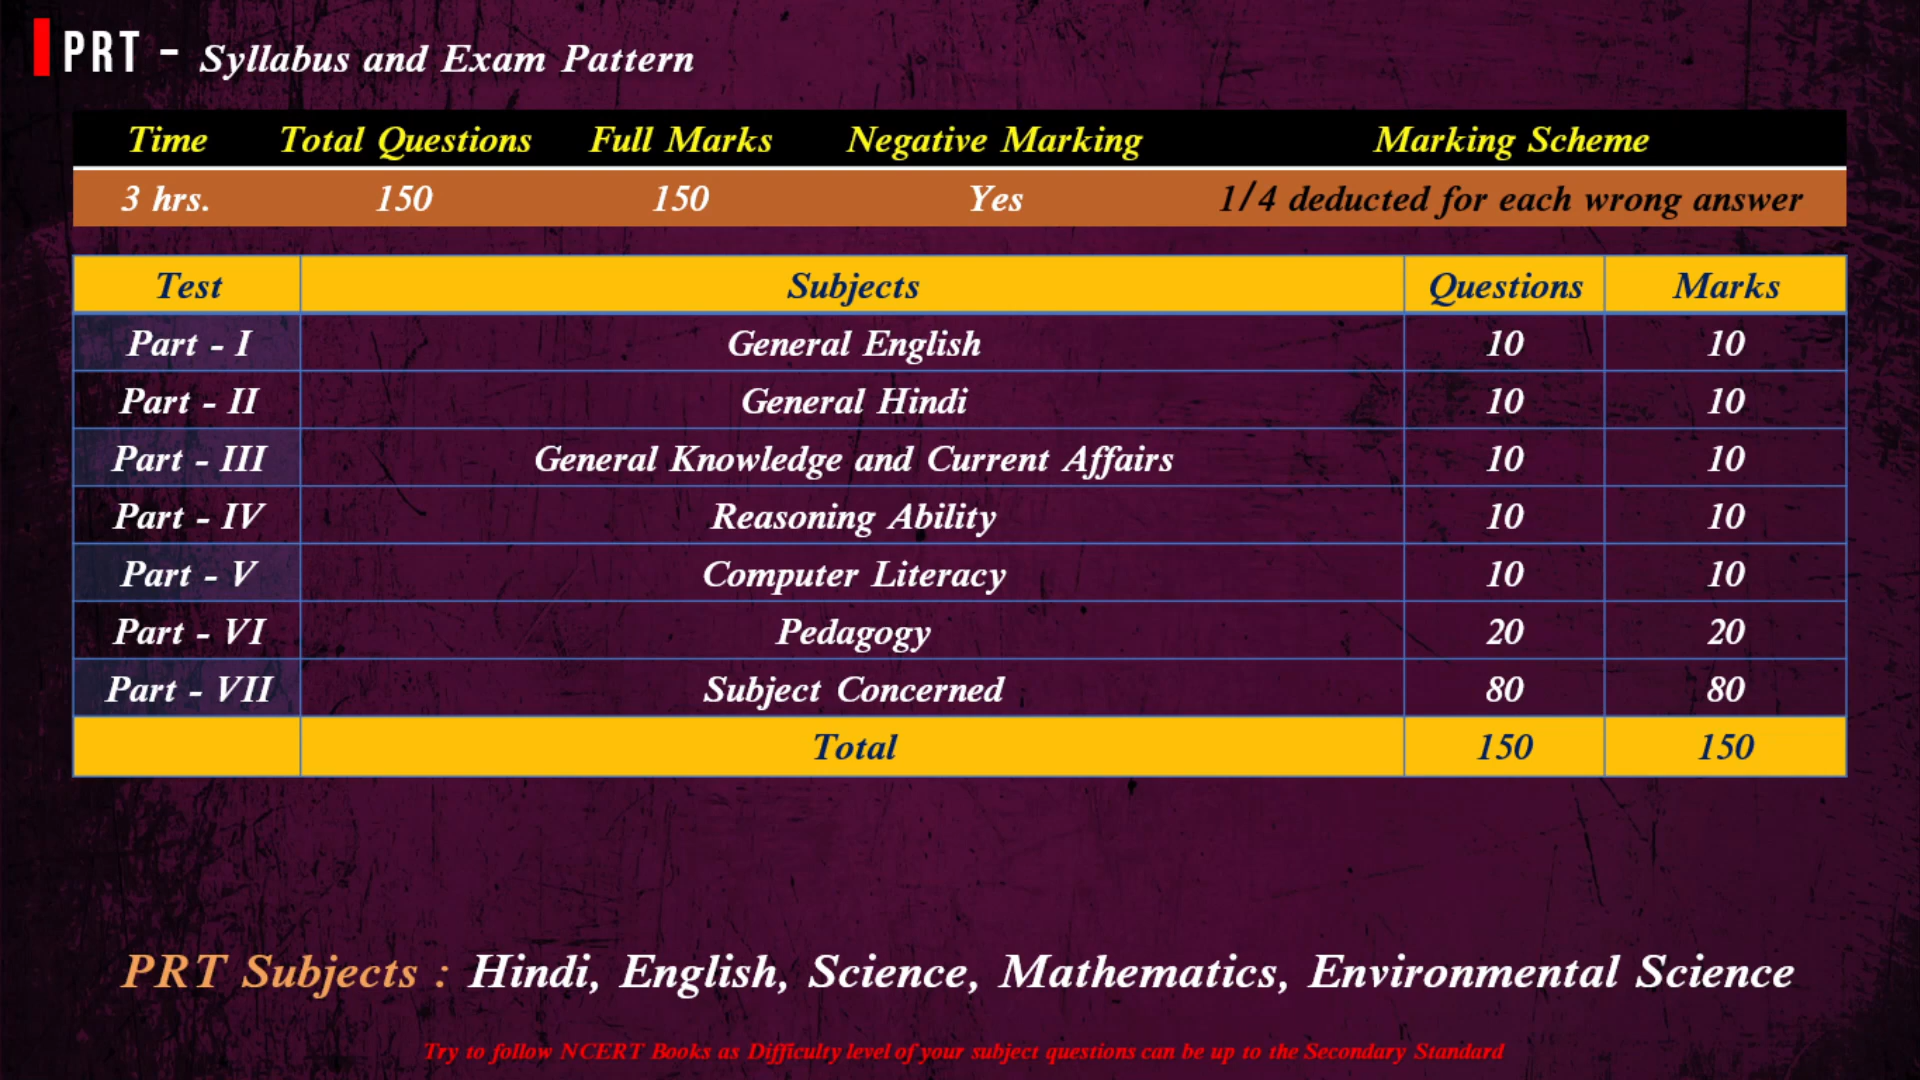 PRT - Syllabus and Exam Pattern
Time Total Questions Full Marks Negative Marking Marking Scheme
3 hrs. 150 150 Yes 1/4 deducted for each wrong answer
Test Subjects Questions Marks
Part - I General English 10 10
Part - II General Hindi 10 10
Part - III General Knowledge and Current Affairs 10 10
Part - IV Reasoning Ability 10 10
Part - V Computer Literacy 10 10
Part - VI Pedagogy 20 20
Part - VII Subject Concerned 80 80
Total 150 150
PRT Subjects : Hindi, English, Science, Mathematics, Environmental Science
Try to follow NCERT Books as Difficulty level of your subject questions can be up to the Secondary Standard